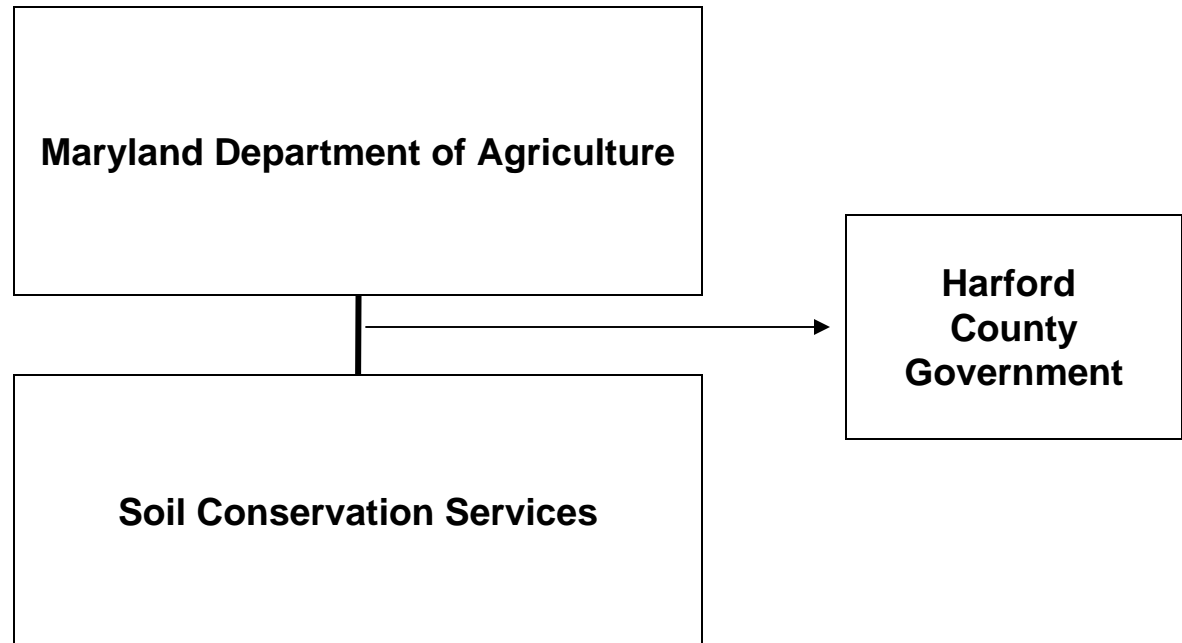 Maryland Department of Agriculture
Harford
County
Government
Soil Conservation Services